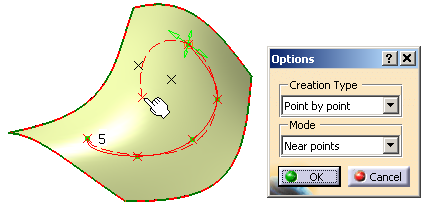 5
Options
Creation Type
Point by point
Mode
Near points
OK
Cancel